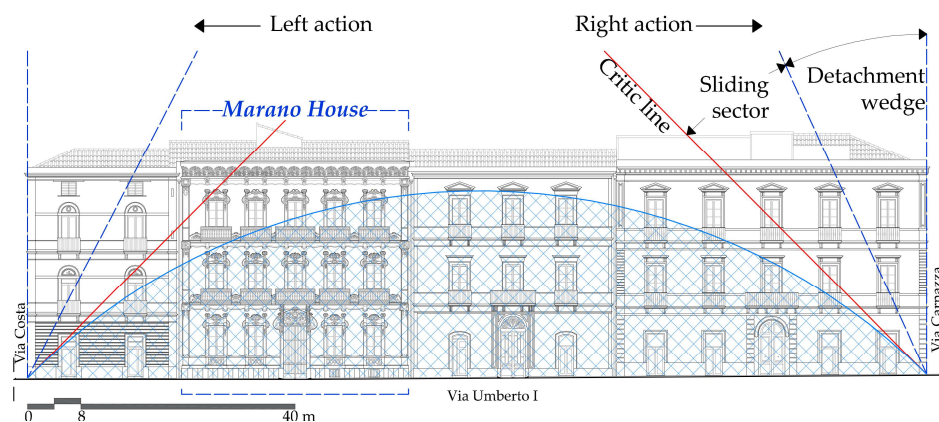 Left action
Right action
Marano House
Critic line
Sliding
sector
Detachment
wedge
Via Costa
Via Carnazza
Via Umberto I
0
8
40 m